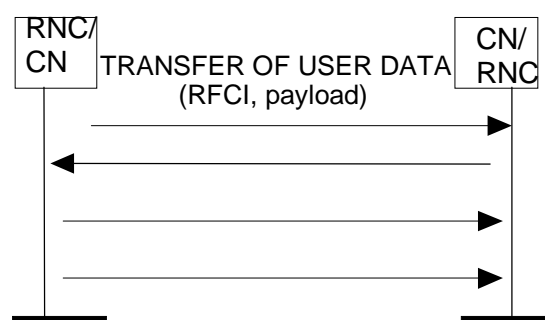 RNC/
CN
TRANSFER OF USER DATA
(RFCI, payload)
CN/
RNC